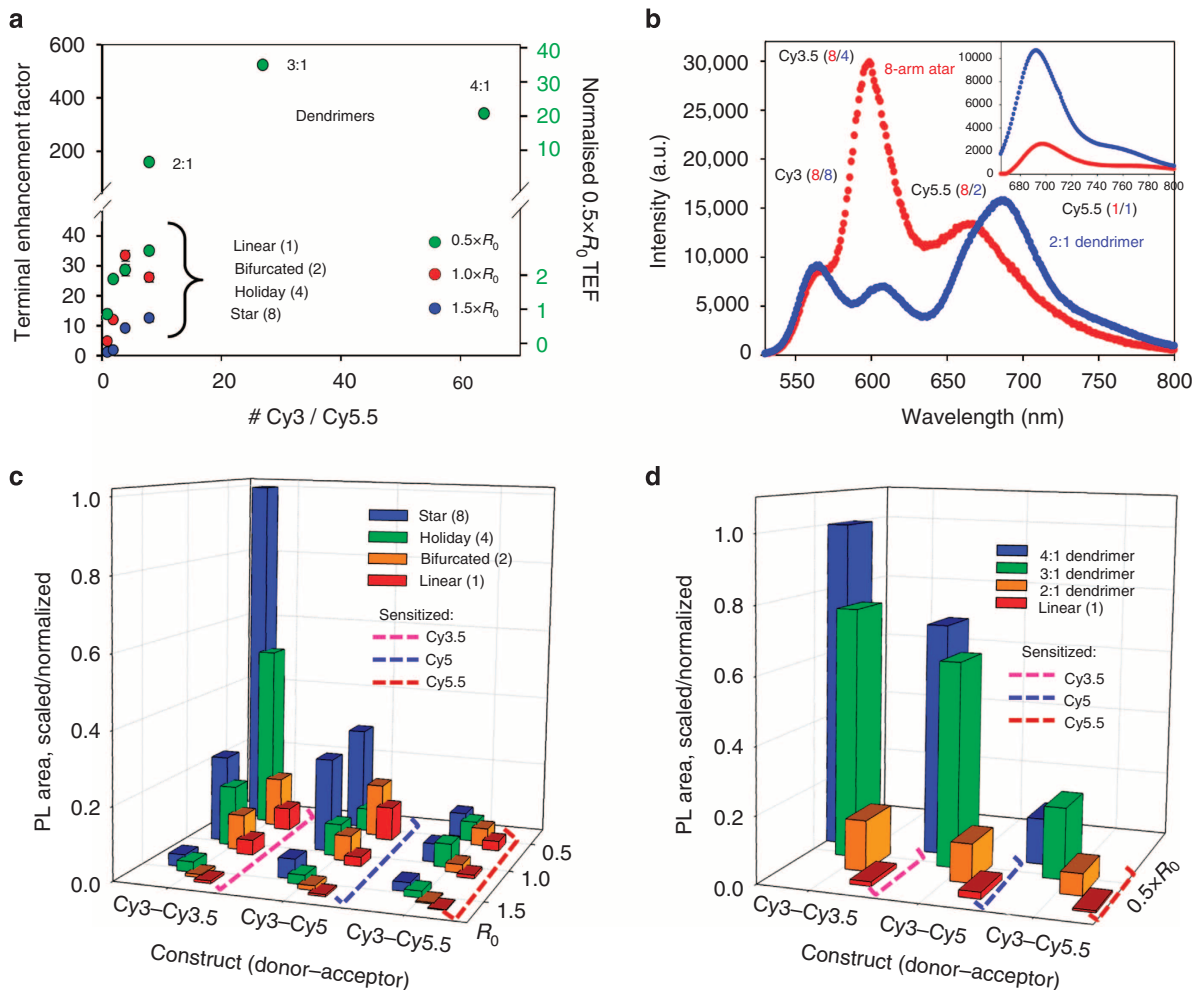 a
Terminal enhancement factor
600
400
200
40
30
20
10
0
3:1
4:1
2:1
Dendrimers
Linear (1)
Bifurcated (2)
Holiday (4)
Star (8)
0.5×R0
1.0×R0
1.5×R0
40
30
20
10
2
1
0
Normalised 0.5×R0 TEF
0
20
40
60
# Cy3 / Cy5.5
b
Intensity (a.u.)
30,000
25,000
20,000
15,000
10,000
5,000
0
Cy3.5 (8/4)
8-arm atar
Cy3 (8/8)
Cy5.5 (8/2)
10000
8000
6000
4000
2000
0
680 700 720 740 760 780 800
Cy5.5 (1/1)
2:1 dendrimer
550 600 650 700 750 800
Wavelength (nm)
c
PL area, scaled/normalized
1.0
0.8
0.6
0.4
0.2
0.0
Star (8)
Holiday (4)
Bifurcated (2)
Linear (1)
Sensitized:
Cy3.5
Cy5
Cy5.5
0.5
1.0
1.5
R0
Cy3–Cy3.5
Cy3–Cy5
Cy3–Cy5.5
Construct (donor–acceptor)
d
PL area, scaled/normalized
1.0
0.8
0.6
0.4
0.2
0.0
4:1 dendrimer
3:1 dendrimer
2:1 dendrimer
Linear (1)
Sensitized:
Cy3.5
Cy5
Cy5.5
0.5×R0
Cy3–Cy3.5
Cy3–Cy5
Cy3–Cy5.5
Construct (donor–acceptor)